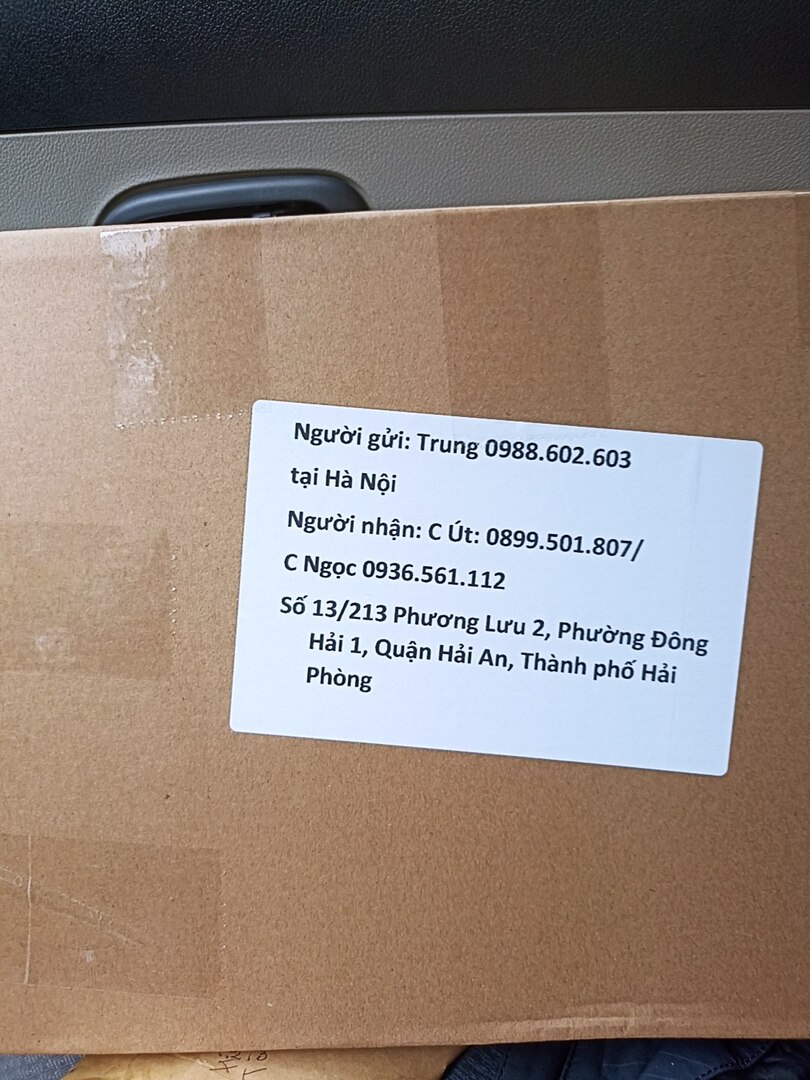 Người gửi: Trung 0988.602.603
tại Hà Nội
Người nhận: C Út: 0899.501.807/
C Ngọc 0936.561.112
Số 13/213 Phương Lưu 2, Phường Đông
Hải 1, Quận Hải An, Thành phố Hải
Phòng